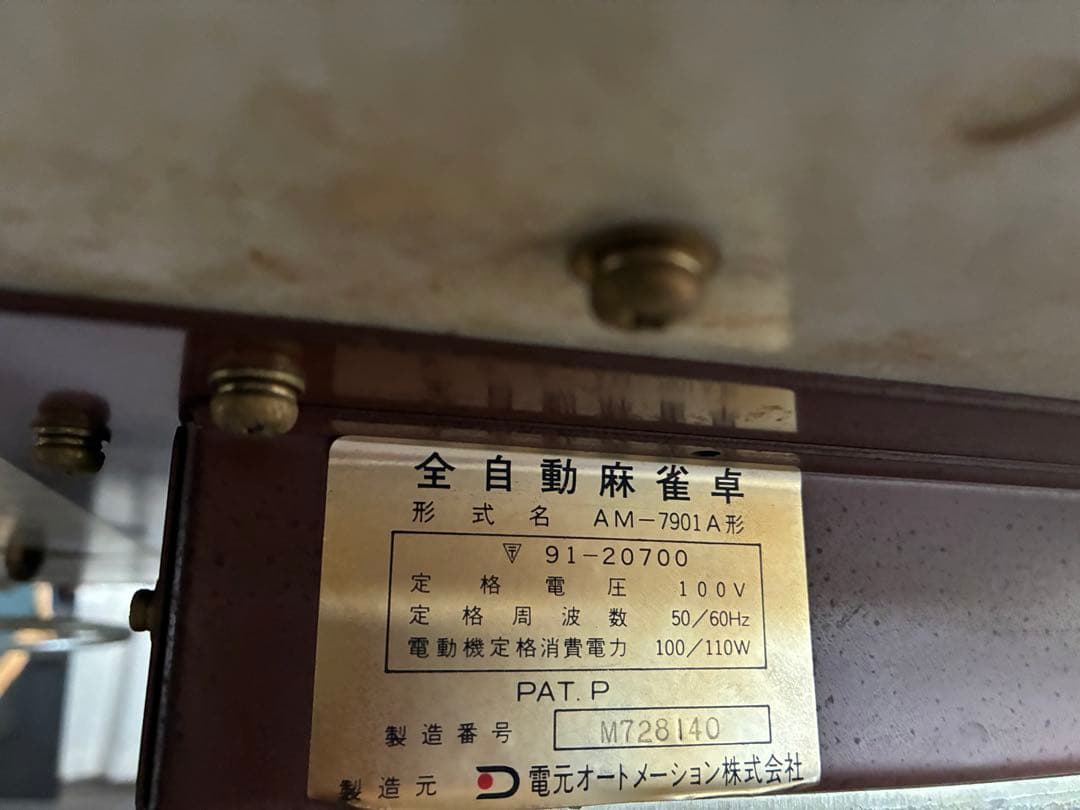 全自動麻雀卓
形式名 AM-7901A形
〒 91-20700
定格電圧 100V
定格周波数 50/60Hz
電動機定格消費電力 100/110W
PAT.P
製造番号 M728140
製造元 電元オートメーション株式会社